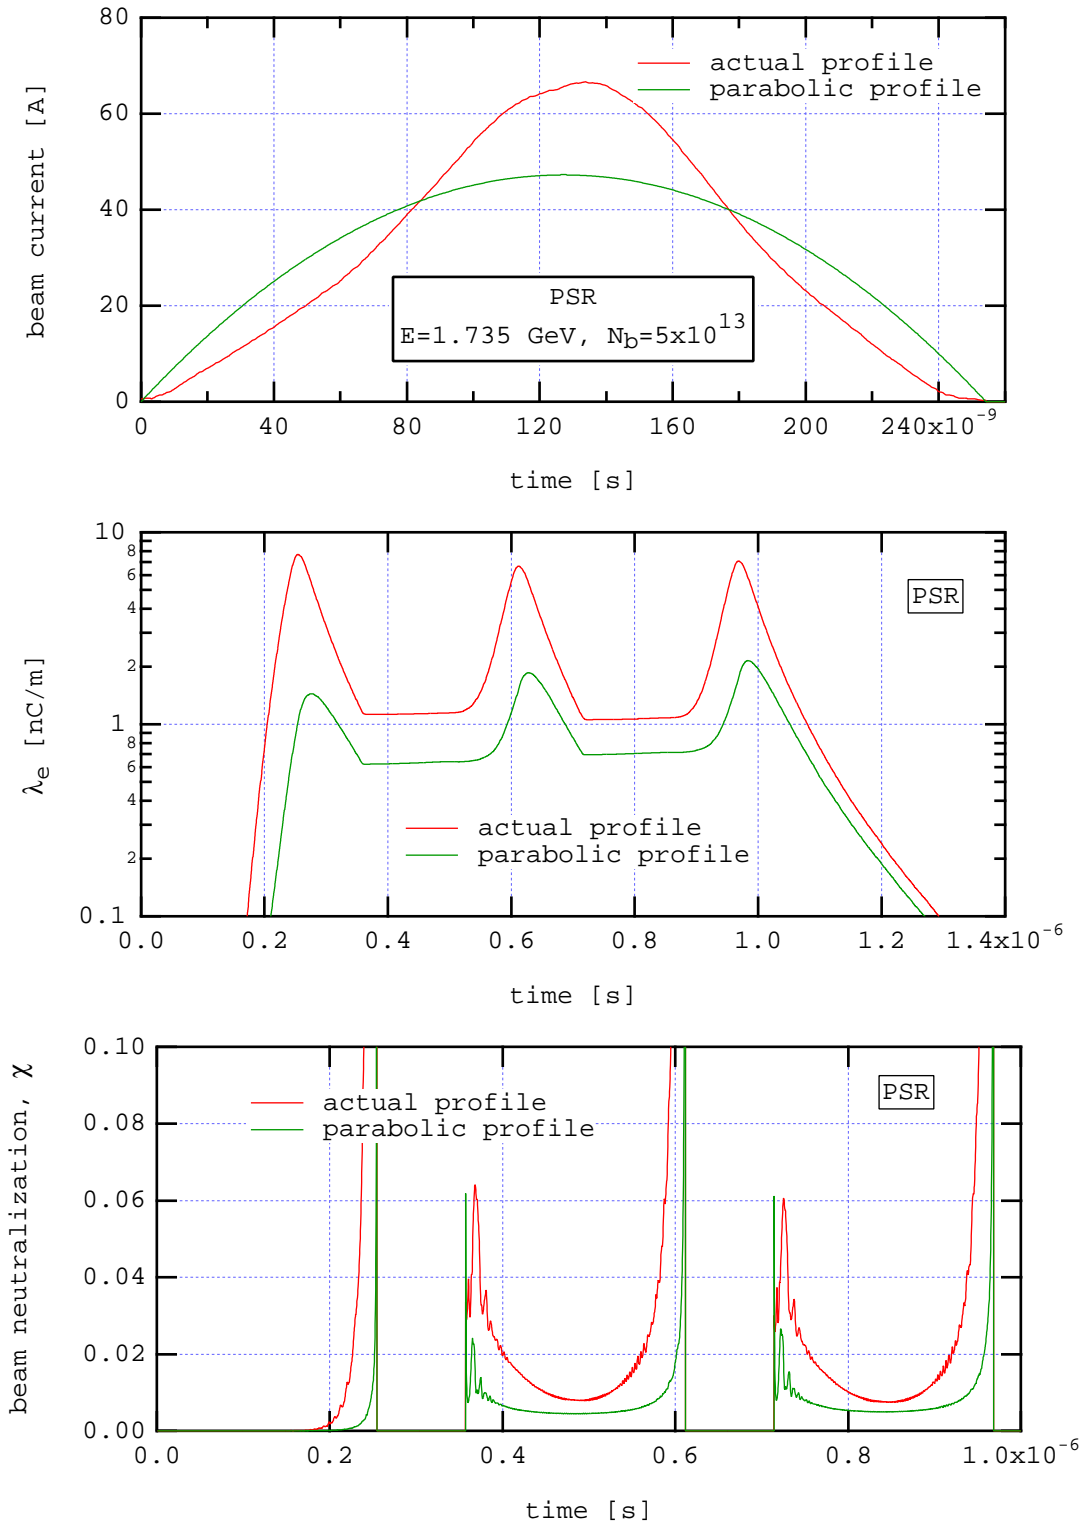 80
60
40
20
0
beam current [A]
actual profile
parabolic profile
PSR
E=1.735 GeV, N_b=5x10^13
0 40 80 120 160 200 240x10^-9
time [s]
10
8
6
4
2
1
8
6
4
2
0.1
λ_e [nC/m]
PSR
actual profile
parabolic profile
0.0 0.2 0.4 0.6 0.8 1.0 1.2 1.4x10^-6
time [s]
0.10
0.08
0.06
0.04
0.02
0.00
beam neutralization, χ
actual profile
parabolic profile
PSR
0.0 0.2 0.4 0.6 0.8 1.0x10^-6
time [s]